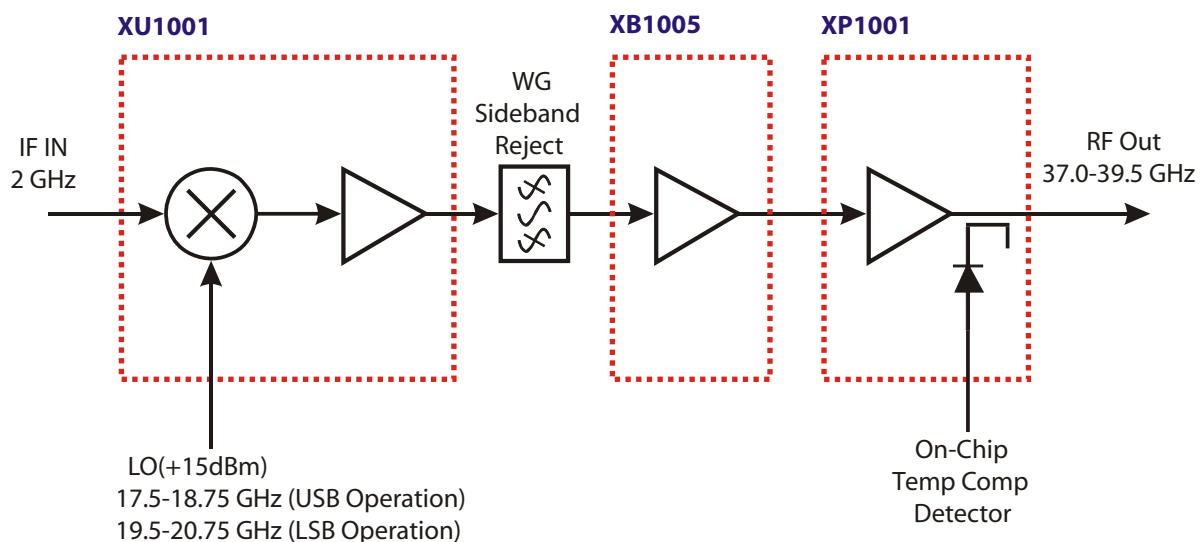 XU1001
XB1005
XP1001
WG
Sideband
Reject
IF IN
2 GHz
RF Out
37.0-39.5 GHz
LO(+15dBm)
17.5-18.75 GHz (USB Operation)
19.5-20.75 GHz (LSB Operation)
On-Chip
Temp Comp
Detector